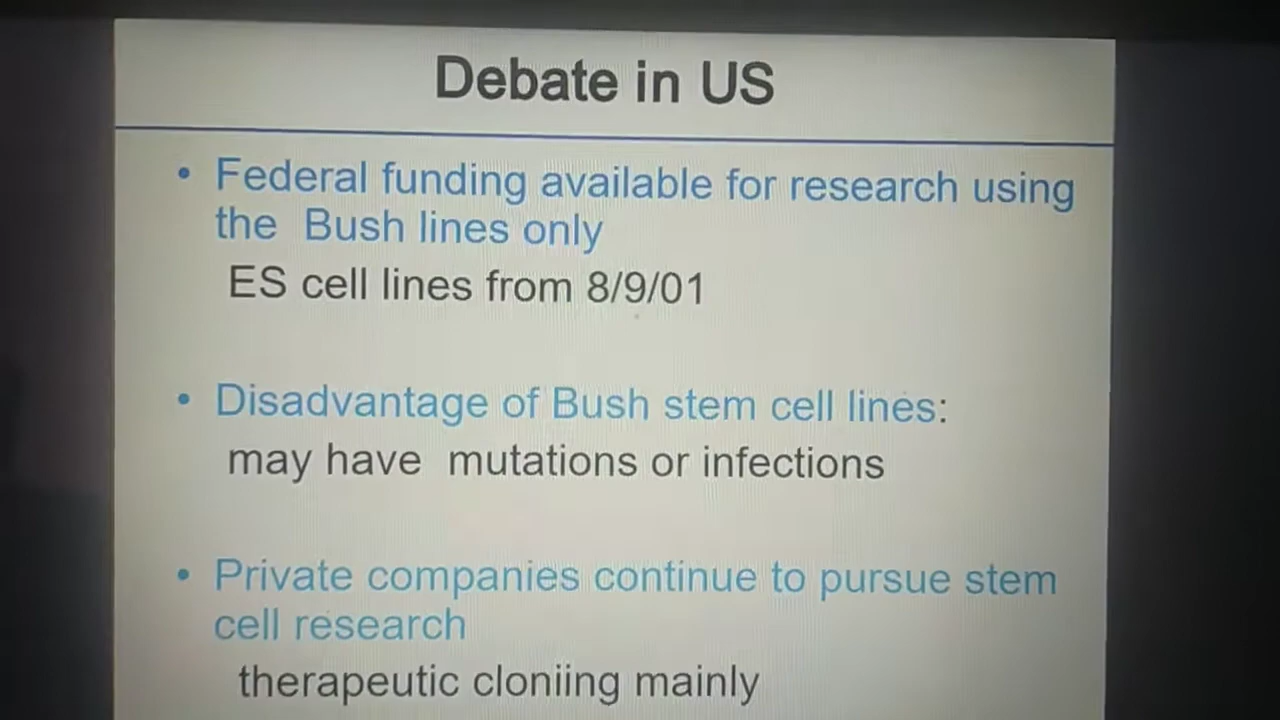 Debate in US
• Federal funding available for research using
the Bush lines only
ES cell lines from 8/9/01
• Disadvantage of Bush stem cell lines:
may have mutations or infections
• Private companies continue to pursue stem
cell research
therapeutic cloniing mainly